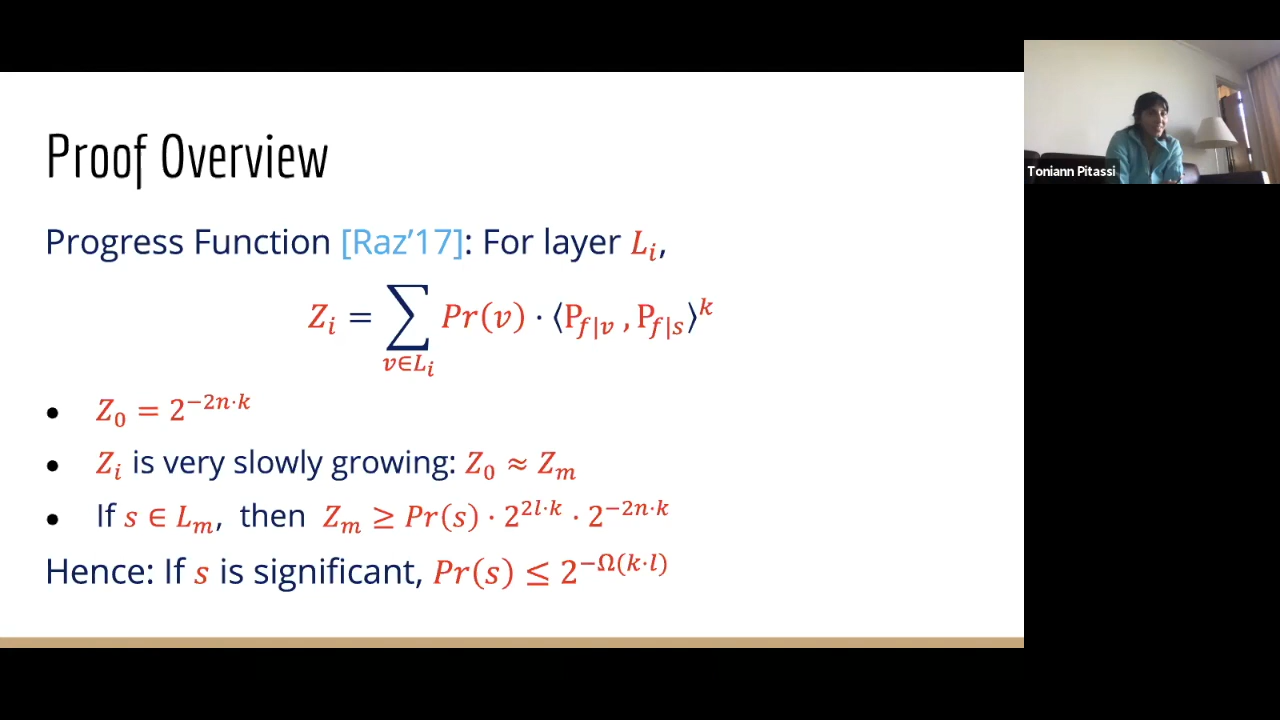 Proof Overview
Progress Function [Raz'17]: For layer L_i,
Z_i = ∑_{v∈L_i} Pr(v) · ⟨P_{f|v} , P_{f|s}⟩^k
• Z_0 = 2^{−2n·k}
• Z_i is very slowly growing: Z_0 ≈ Z_m
• If s ∈ L_m, then Z_m ≥ Pr(s) · 2^{2l·k} · 2^{−2n·k}
Hence: If s is significant, Pr(s) ≤ 2^{−Ω(k·l)}
Toniann Pitassi